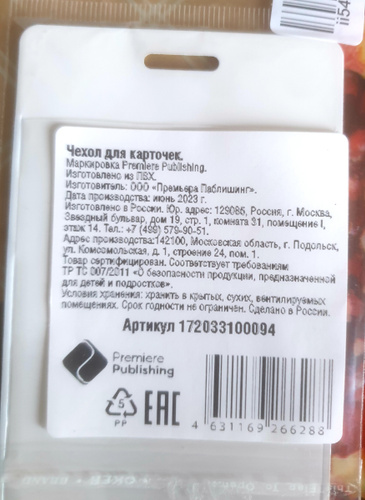 ii54
Чехол для карточек.
Маркировка Premiere Publishing.
Изготовлено из ПВХ.
Изготовитель: ООО «Премьера Паблишинг».
Дата производства: июнь 2023 г.
Изготовлено в России. Юр. адрес: 129085, Россия, г. Москва,
Звездный бульвар, дом 19, стр. 1, комната 31, помещение I,
этаж 14. Тел.: +7 (499) 579-90-51.
Адрес производства:142100, Московская область, г. Подольск,
ул. Комсомольская, д. 1, строение 24, пом. 1.
Товар сертифицирован. Соответствует требованиям
ТР ТС 007/2011 «О безопасности продукции, предназначенной
для детей и подростков».
Условия хранения: хранить в крытых, сухих, вентилируемых
помещениях. Срок годности не ограничен. Сделано в России.
Артикул 172033100094
Premiere
Publishing
5
PP
EAC
4 631169 266288